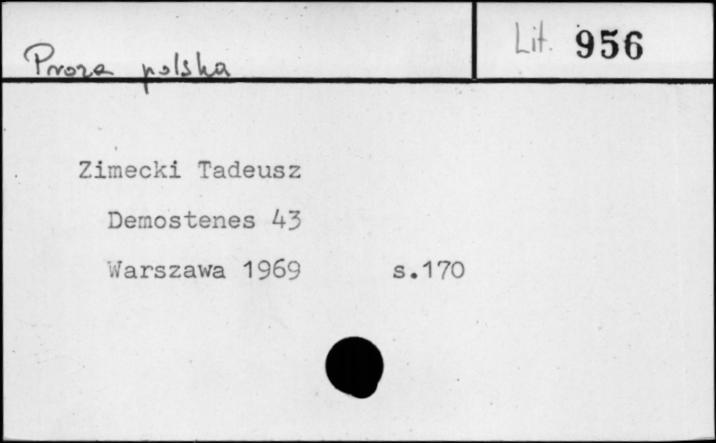 Proza polska
Lit. 956
Zimecki Tadeusz
Demostenes 43
Warszawa 1969 s.170